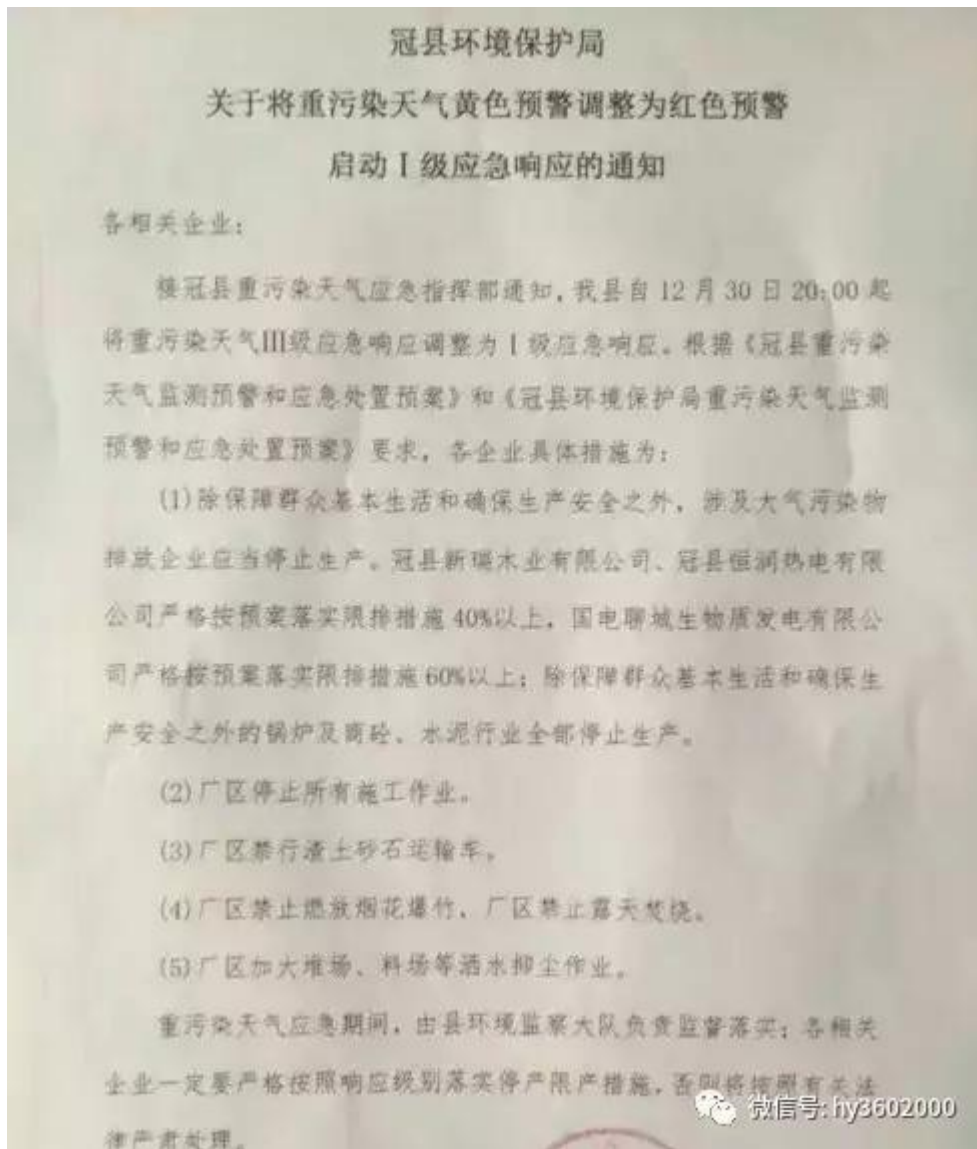 冠县环境保护局
关于将重污染天气黄色预警调整为红色预警
启动Ⅰ级应急响应的通知
各相关企业：
接冠县重污染天气应急指挥部通知，我县自12月30日20:00起
将重污染天气Ⅲ级应急响应调整为Ⅰ级应急响应。根据《冠县重污染
天气监测预警和应急处置预案》和《冠县环境保护局重污染天气监测
预警和应急处置预案》要求，各企业具体措施为：
(1)除保障群众基本生活和确保生产安全之外，涉及大气污染物
排放企业应当停止生产。冠县新瑞木业有限公司、冠县恒润热电有限
公司严格按预案落实限排措施40%以上，国电聊城生物质发电有限公
司严格按预案落实限排措施60%以上；除保障群众基本生活和确保生
产安全之外的锅炉及商砼、水泥行业全部停止生产。
(2)厂区停止所有施工作业。
(3)厂区禁行渣土砂石运输车。
(4)厂区禁止燃放烟花爆竹，厂区禁止露天焚烧。
(5)厂区加大堆场、料场等洒水抑尘作业。
重污染天气应急期间，由县环境监察大队负责监督落实；各相关
企业一定要严格按照响应级别落实停产限产措施，否则将按照有关法
律严肃处理。
微信号: hy3602000